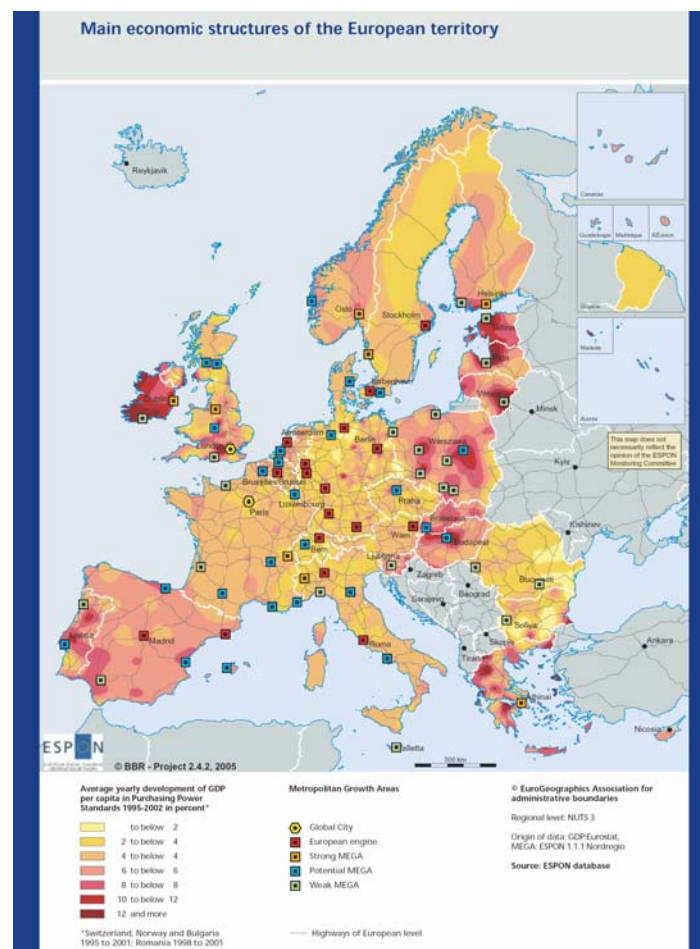 Main economic structures of the European territory
Reykjavik
Canarias
Guadeloupe
Martinique
Réunion
Guyane
Madeira
Acores
This map does not
necessarily reflect the
opinion of the ESPON
Monitoring Committee
Helsinki
Oslo
Stockholm
Tallinn
Riga
København
Dublin
Minsk
London
Amsterdam
Berlin
Warszawa
Bruxelles/Brussel
Kyiv
Luxembourg
Praha
Paris
Wien
Bratislava
Budapest
Kishinev
Bern
Ljubljana
Zagreb
Bucuresti
Beograd
Sarajevo
Sofiya
Skopje
Madrid
Roma
Tirana
Ankara
Lisboa
Athinai
Nicosia
Valletta
ESPON
© BBR - Project 2.4.2, 2005
500 km
Average yearly development of GDP
per capita in Purchasing Power
Standards 1995-2002 in percent*
to below 2
2 to below 4
4 to below 4
6 to below 6
8 to below 8
10 to below 12
12 and more
*Switzerland, Norway and Bulgaria
1995 to 2001; Romania 1998 to 2001
Metropolitan Growth Areas
Global City
European engine
Strong MEGA
Potential MEGA
Weak MEGA
Highways of European level
© EuroGeographics Association for
administrative boundaries
Regional level: NUTS 3
Origin of data: GDP:Eurostat,
MEGA: ESPON 1.1.1 Nordregio
Source: ESPON database